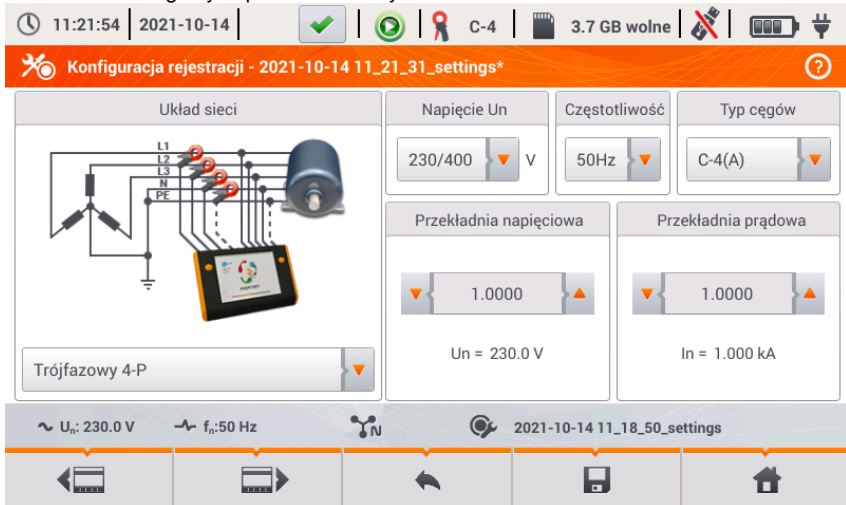 11:21:54 2021-10-14 C-4 3.7 GB wolne
Konfiguracja rejestracji - 2021-10-14 11_21_31_settings*
Układ sieci
Napięcie Un
Częstotliwość
Typ cęgów
L1
L2
L3
N
PE
230/400 V
50Hz
C-4(A)
Przekładnia napięciowa
Przekładnia prądowa
1.0000
1.0000
Un = 230.0 V
In = 1.000 kA
Trójfazowy 4-P
Un: 230.0 V fn:50 Hz N 2021-10-14 11_18_50_settings